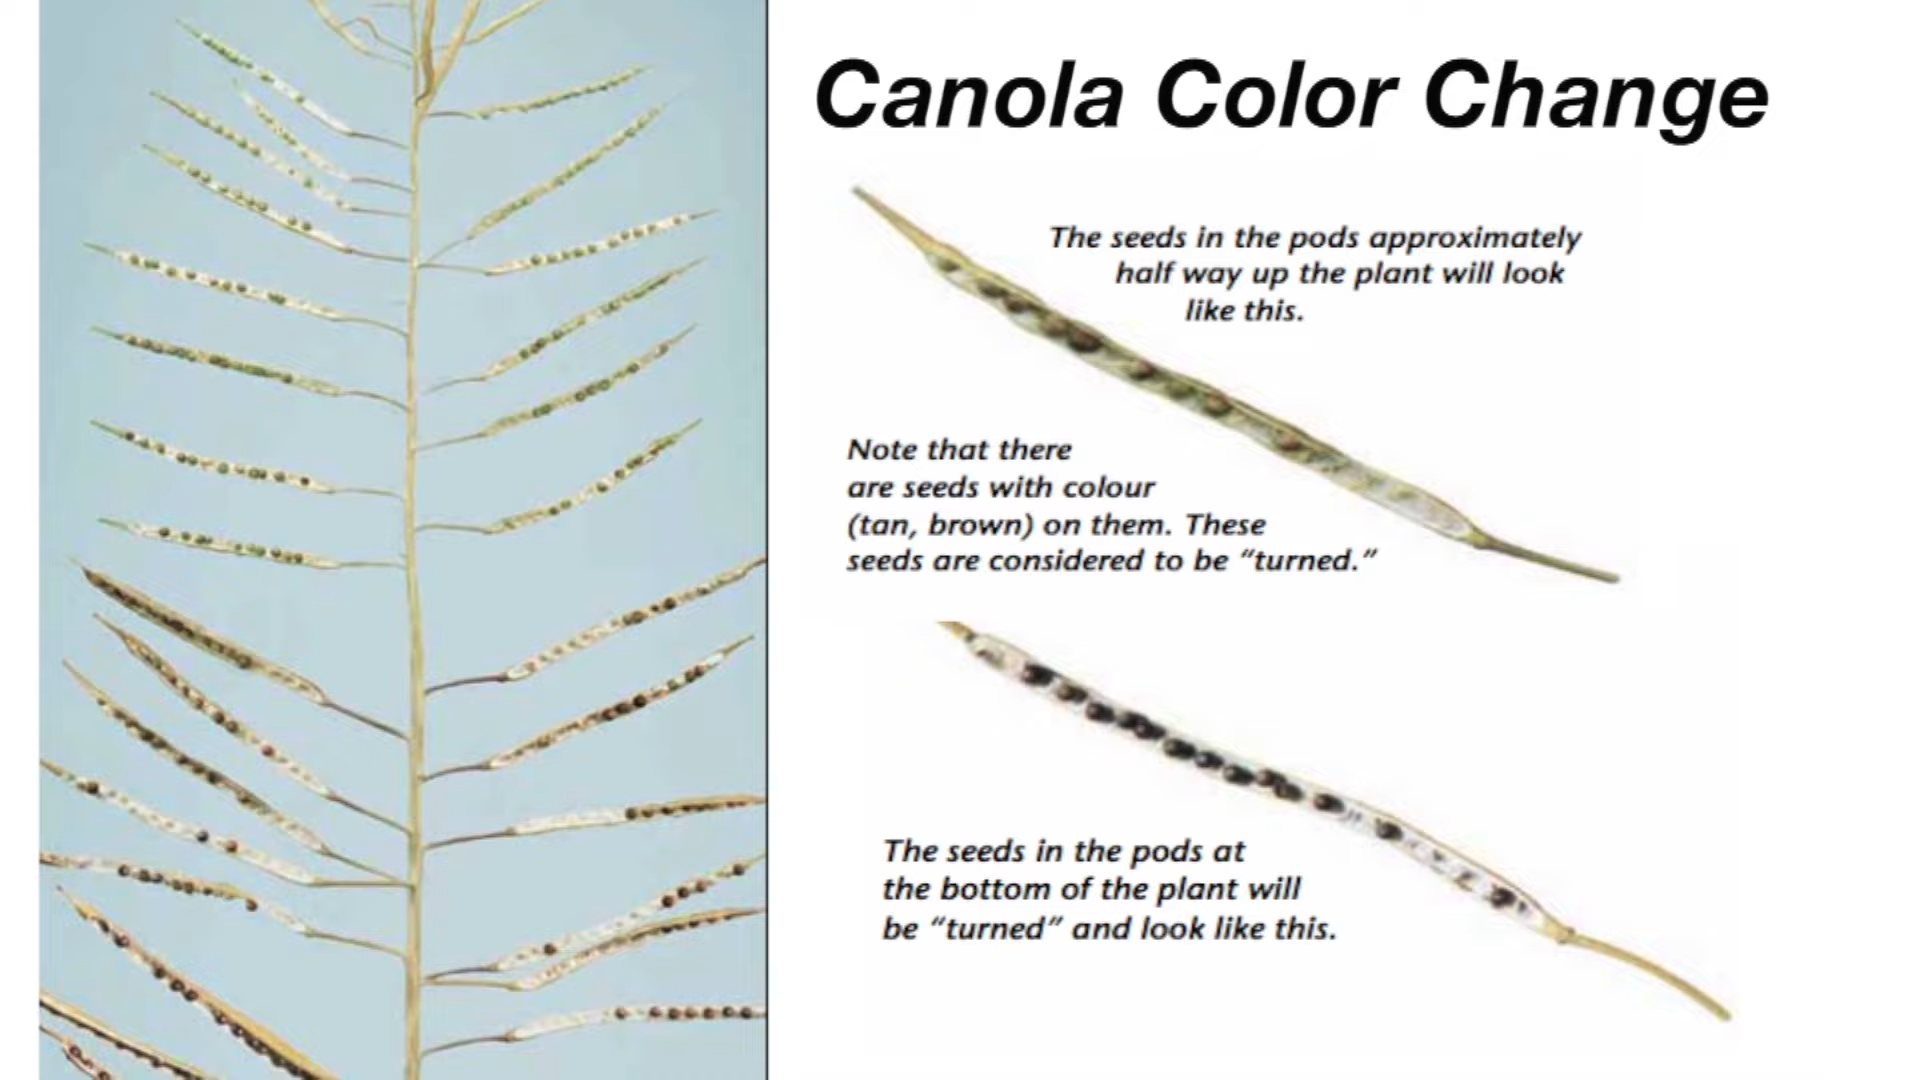 Canola Color Change
The seeds in the pods approximately
half way up the plant will look
like this.
Note that there
are seeds with colour
(tan, brown) on them. These
seeds are considered to be “turned.”
The seeds in the pods at
the bottom of the plant will
be “turned” and look like this.